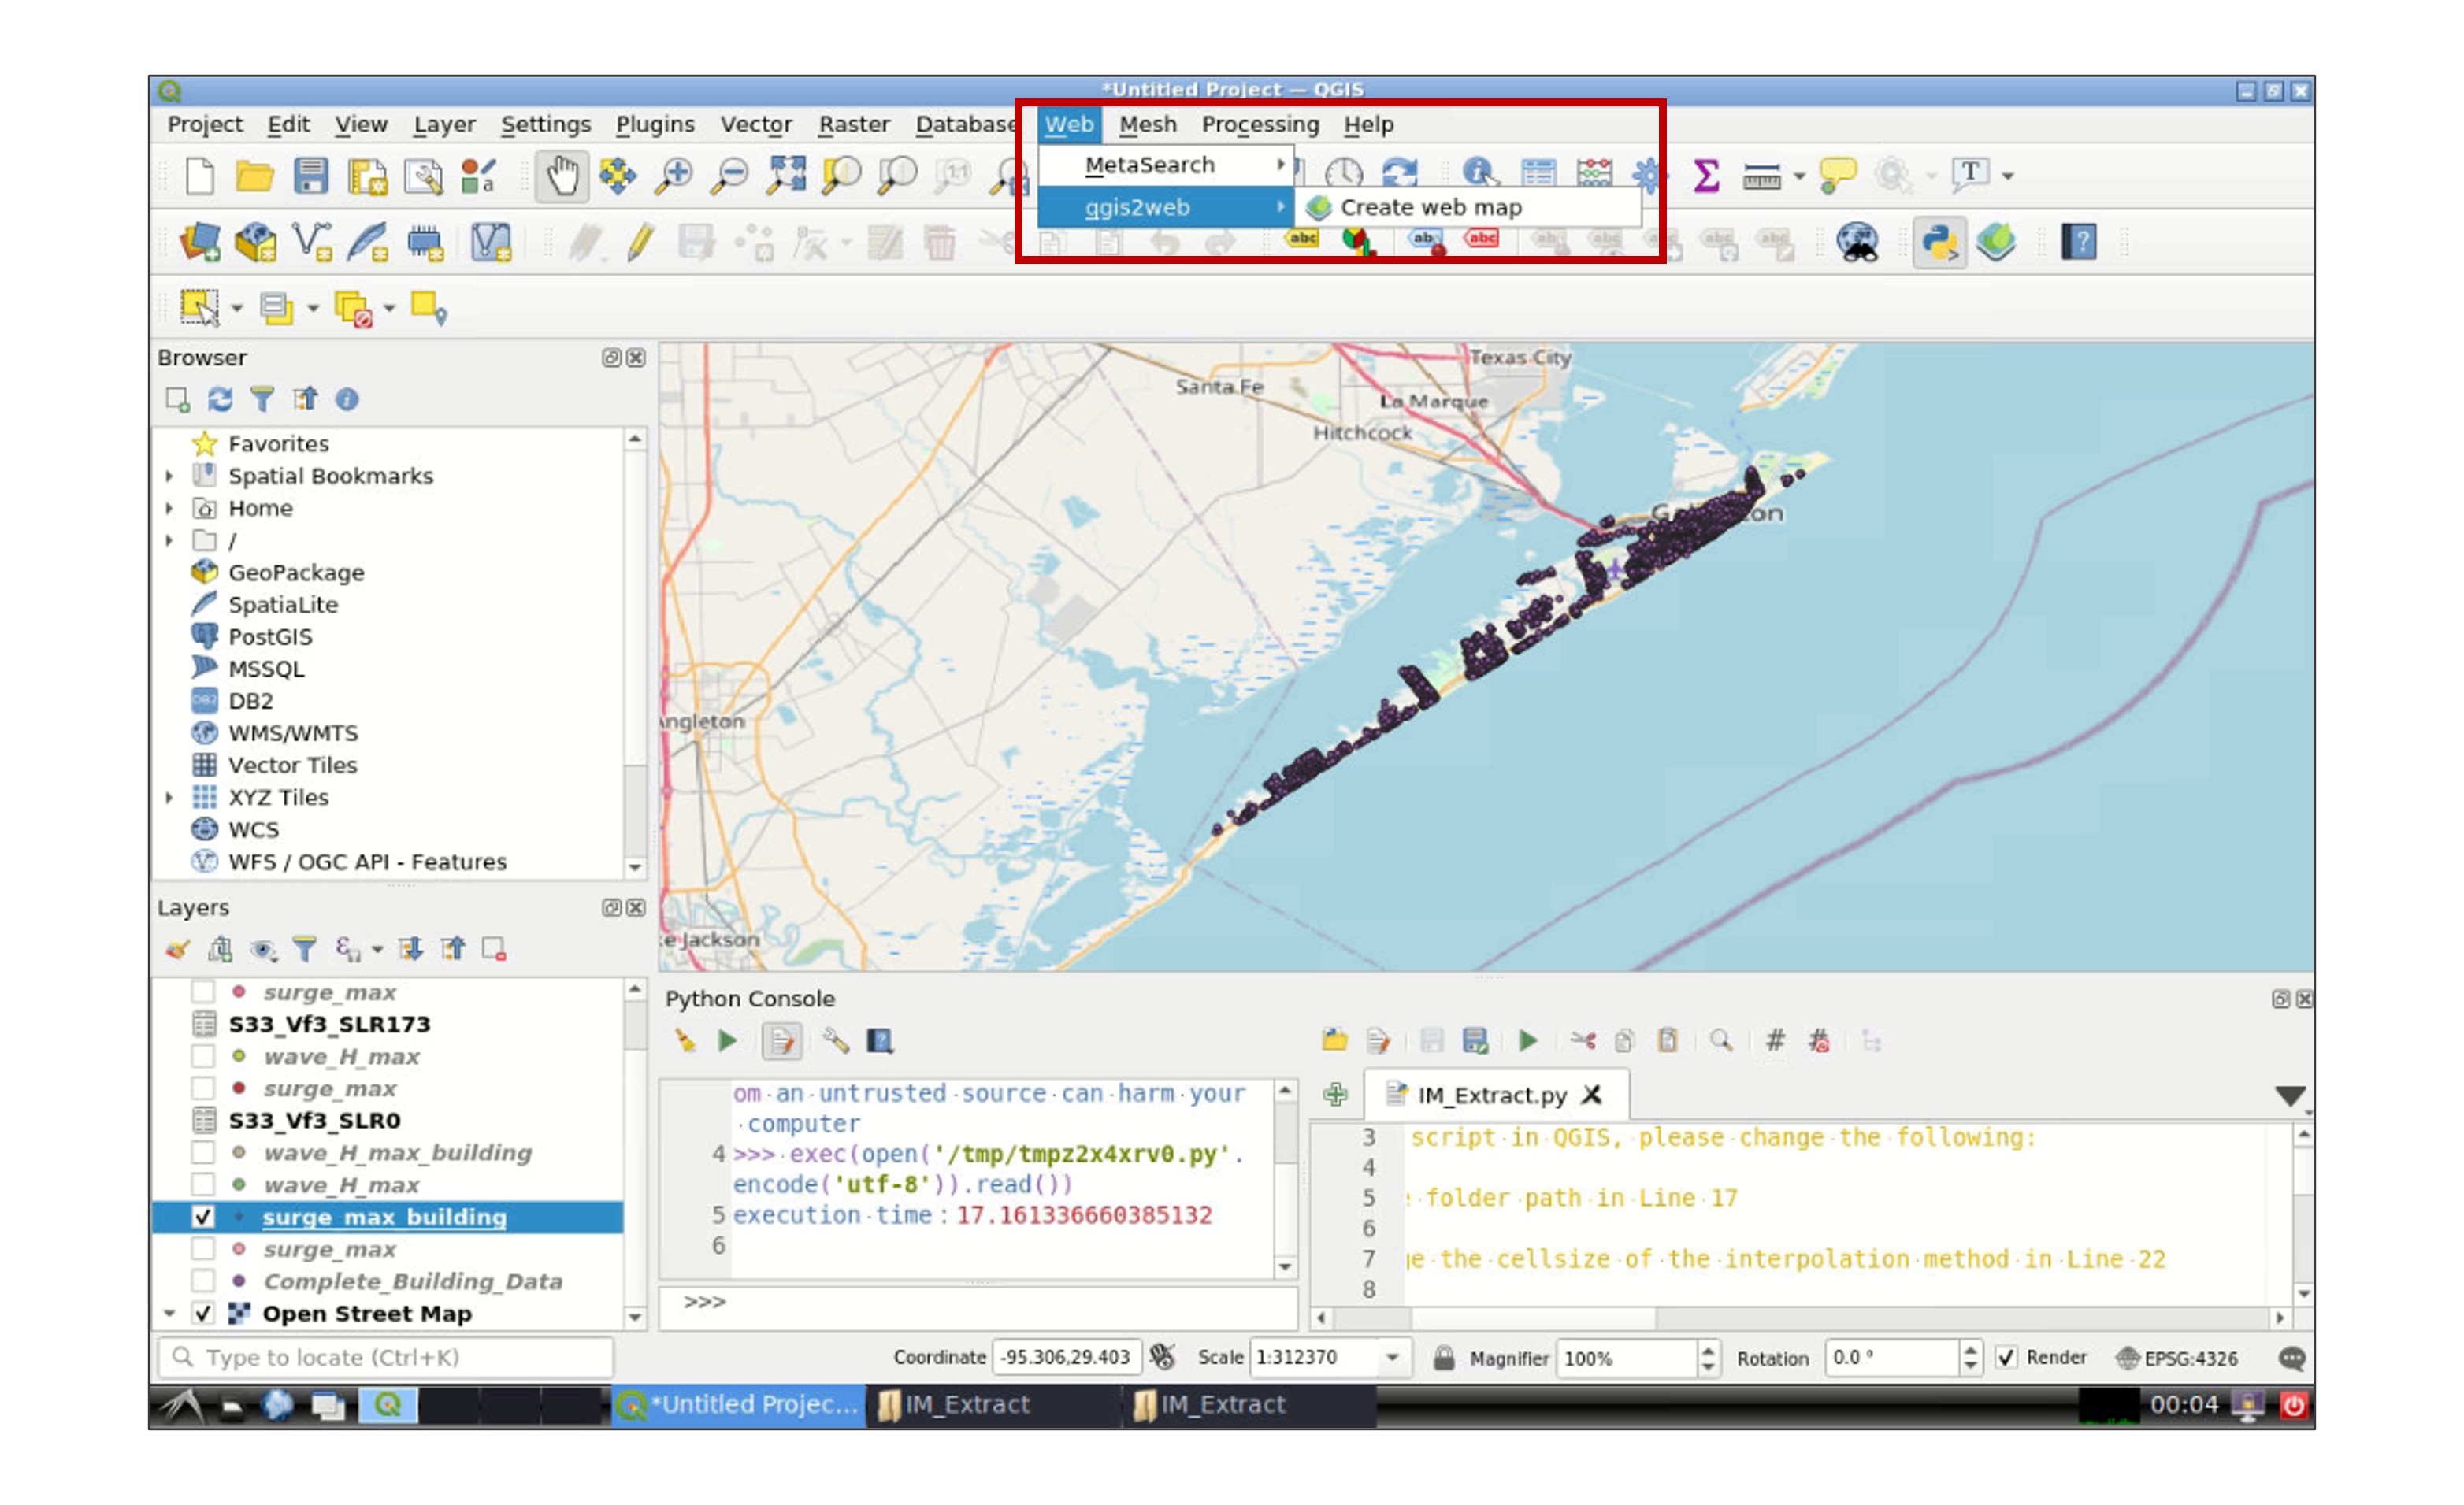 *Untitled Project — QGIS
Project Edit View Layer Settings Plugins Vector Raster Database Web Mesh Processing Help
MetaSearch
qgis2web
Create web map
Browser
Favorites
Spatial Bookmarks
Home
/
GeoPackage
SpatiaLite
PostGIS
MSSQL
DB2
WMS/WMTS
Vector Tiles
XYZ Tiles
WCS
WFS / OGC API - Features
Texas City
Santa Fe
La Marque
Hitchcock
ngleton
e Jackson
Layers
surge_max
S33_Vf3_SLR173
wave_H_max
surge_max
S33_Vf3_SLR0
wave_H_max_building
wave_H_max
surge_max_building
surge_max
Complete_Building_Data
Open Street Map
Python Console
om an untrusted source can harm your
computer
4 >>> exec(open('/tmp/tmpz2x4xrv0.py'.
encode('utf-8')).read())
5 execution time : 17.161336660385132
6
>>>
IM_Extract.py
3 script in QGIS, please change the following:
4
5 folder path in Line 17
6
7 e the cellsize of the interpolation method in Line 22
8
Type to locate (Ctrl+K)
Coordinate -95.306,29.403 Scale 1:312370 Magnifier 100% Rotation 0.0 ° Render EPSG:4326
*Untitled Projec... IM_Extract IM_Extract 00:04